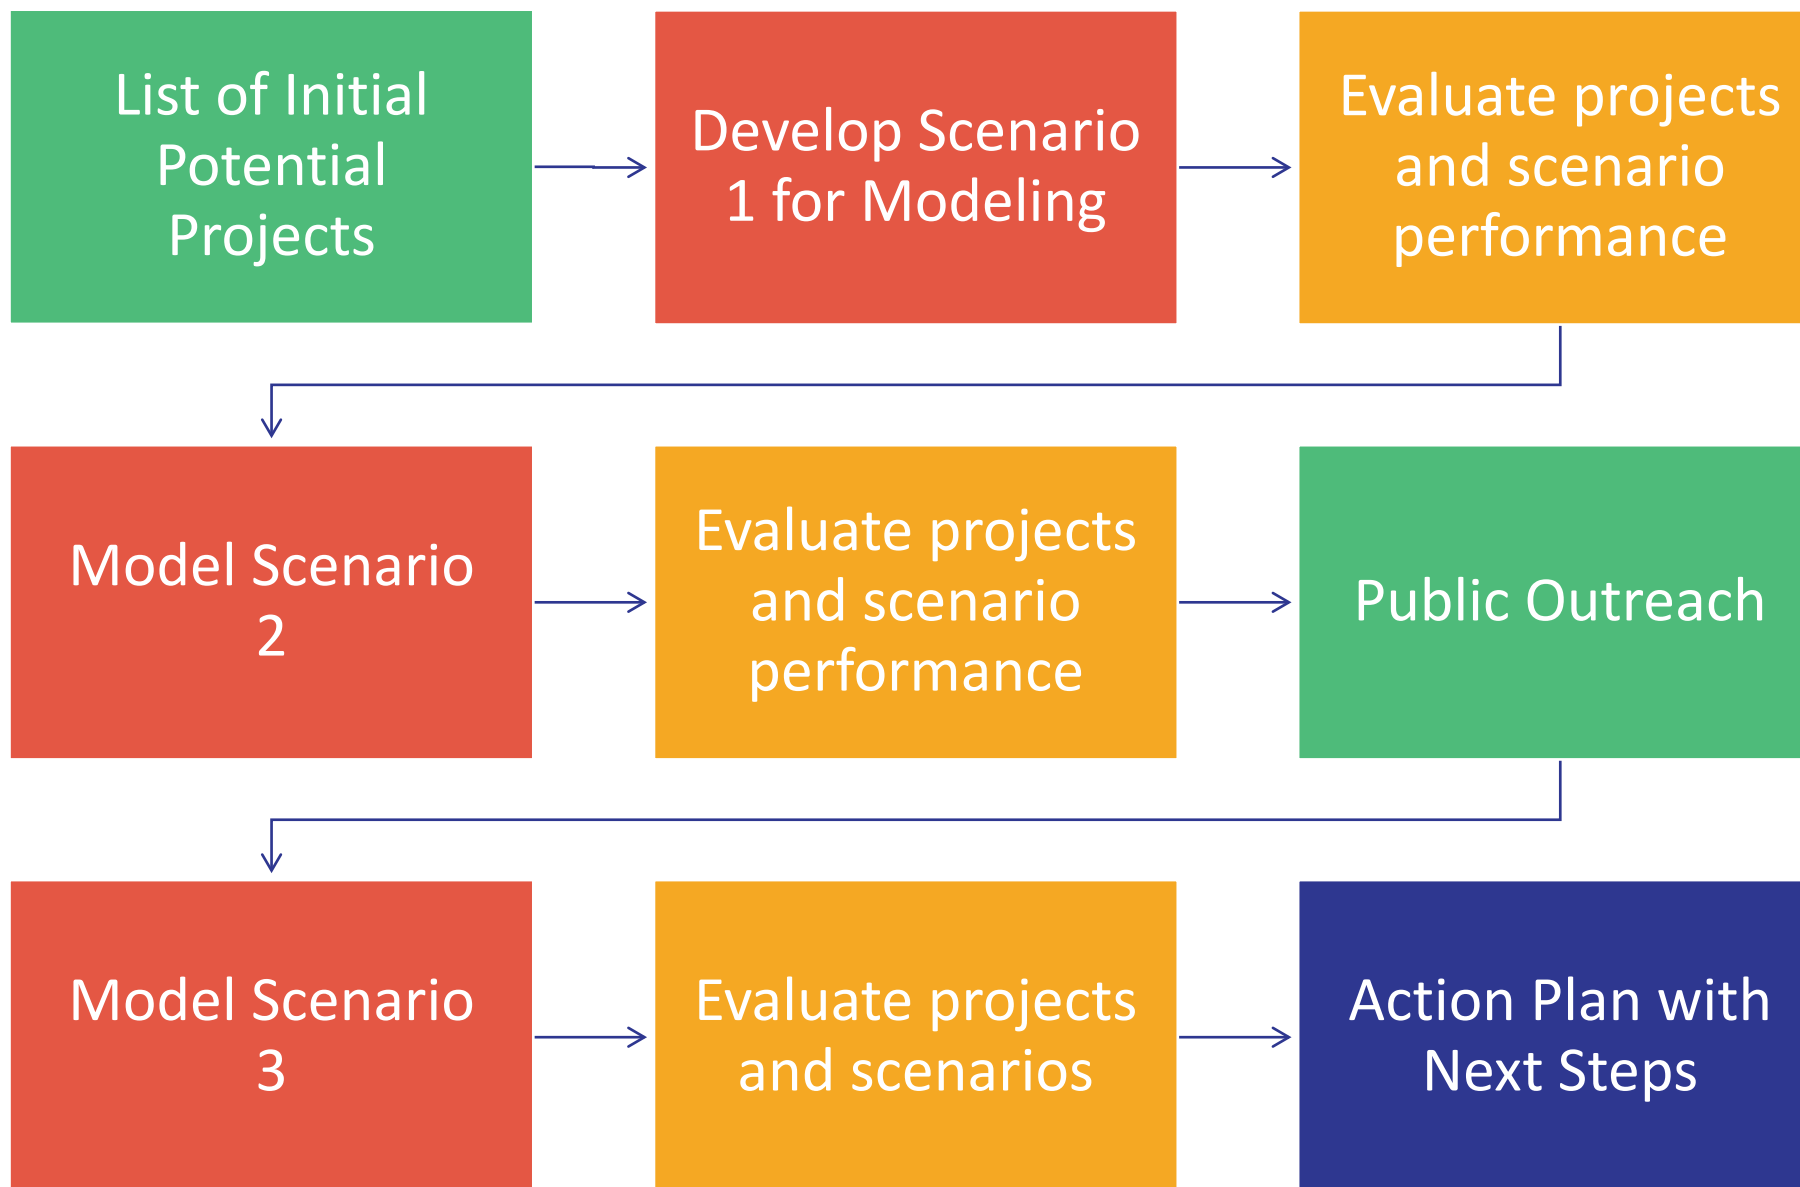 List of Initial
Potential
Projects
Develop Scenario
1 for Modeling
Evaluate projects
and scenario
performance
Model Scenario
2
Evaluate projects
and scenario
performance
Public Outreach
Model Scenario
3
Evaluate projects
and scenarios
Action Plan with
Next Steps